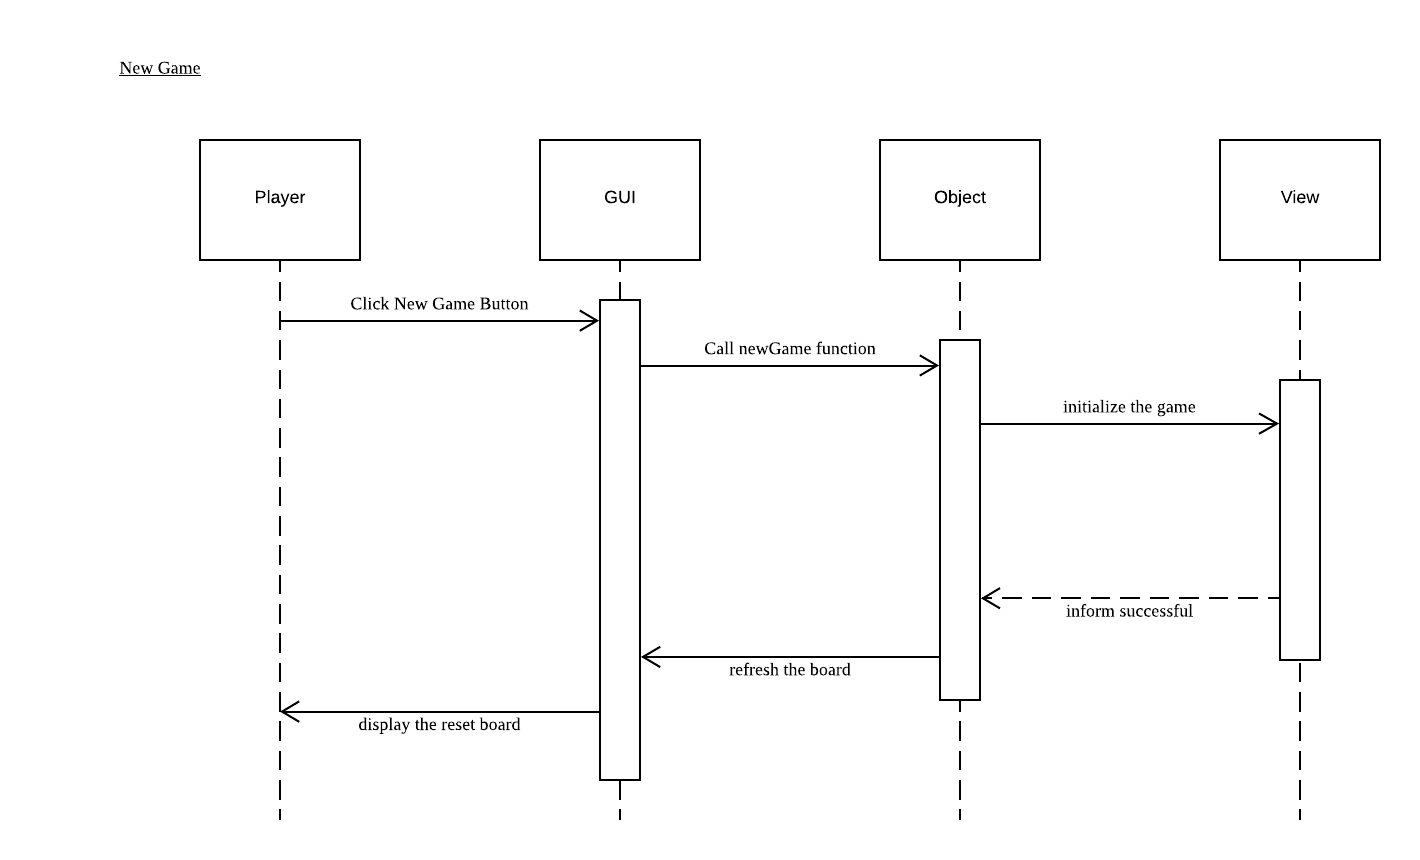 New Game
Player
GUI
Object
View
Click New Game Button
Call newGame function
initialize the game
inform successful
refresh the board
display the reset board